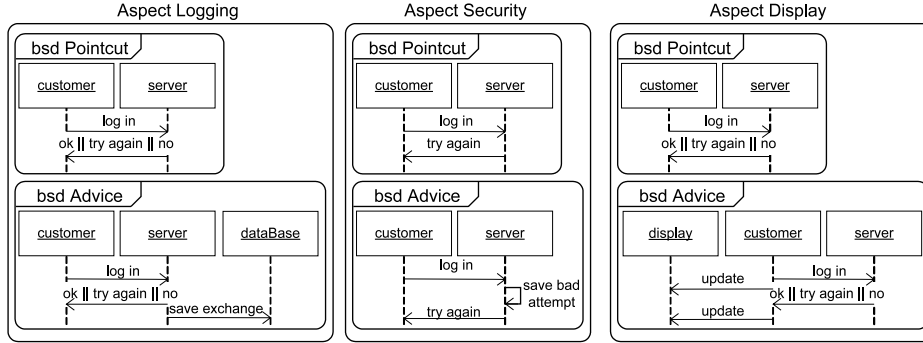 Aspect Logging
bsd Pointcut
customer server
log in
ok || try again || no
bsd Advice
customer server dataBase
log in
ok || try again || no
save exchange
Aspect Security
bsd Pointcut
customer server
log in
try again
bsd Advice
customer server
log in
save bad
attempt
try again
Aspect Display
bsd Pointcut
customer server
log in
ok || try again || no
bsd Advice
display customer server
log in
update
ok || try again || no
update